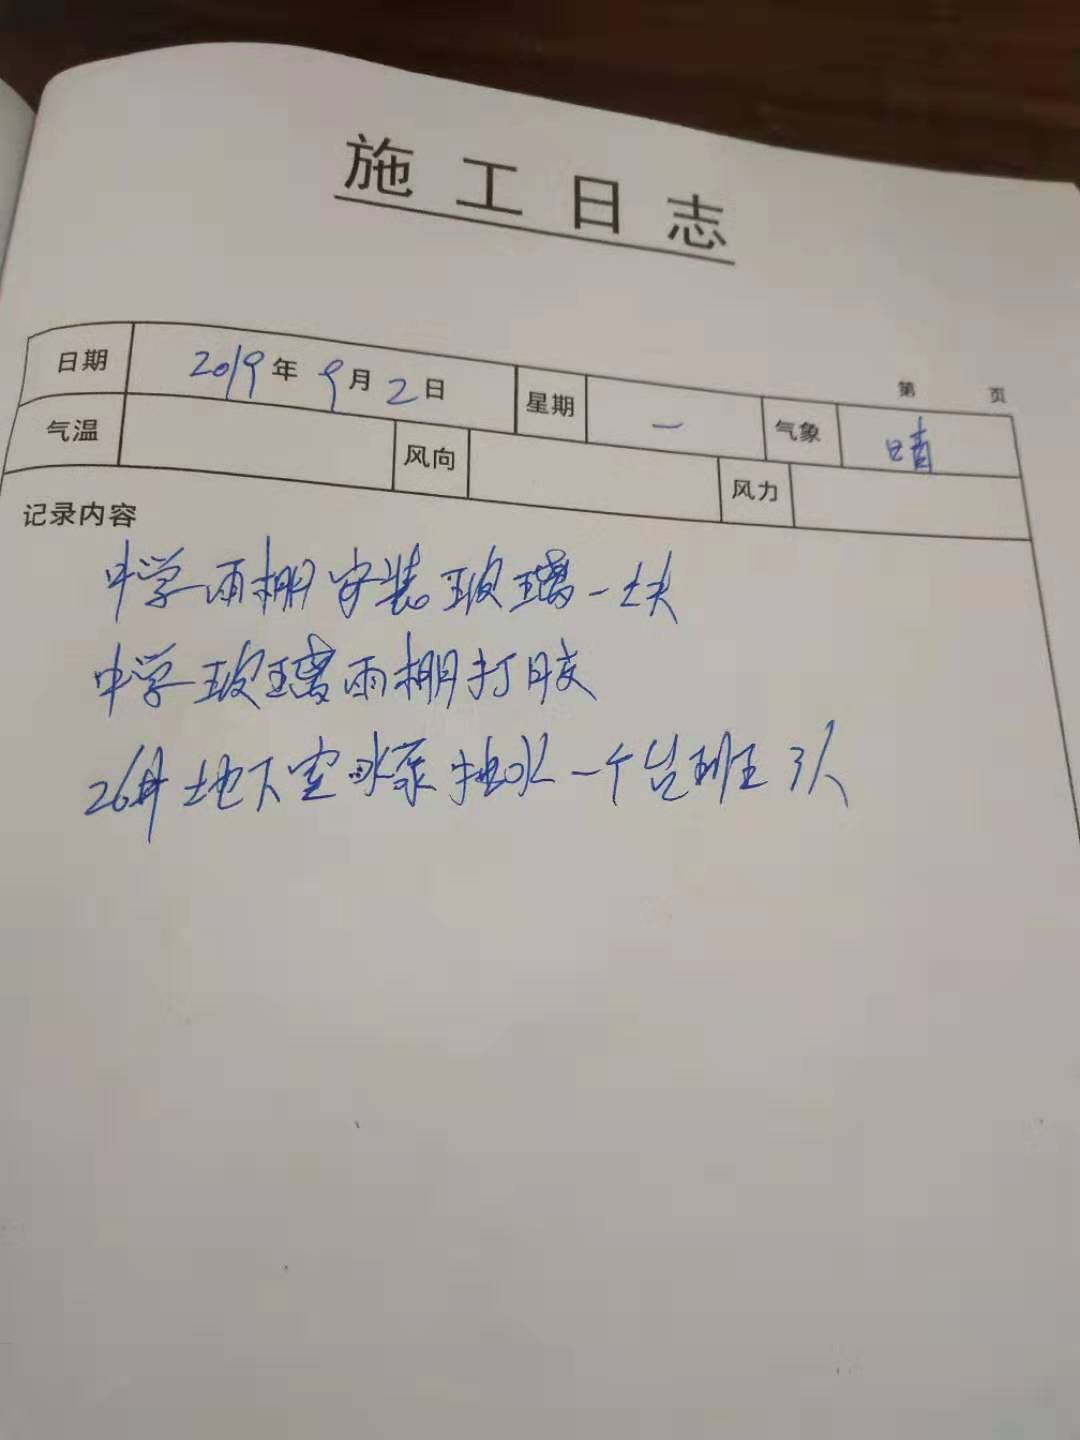 施工日志
第 页
日期 2019年9月2日 星期 一 气象 晴
气温 风向 风力
记录内容
中学雨棚安装玻璃一块
中学玻璃雨棚打胶
26#地下室水泵抽水一个台班3人